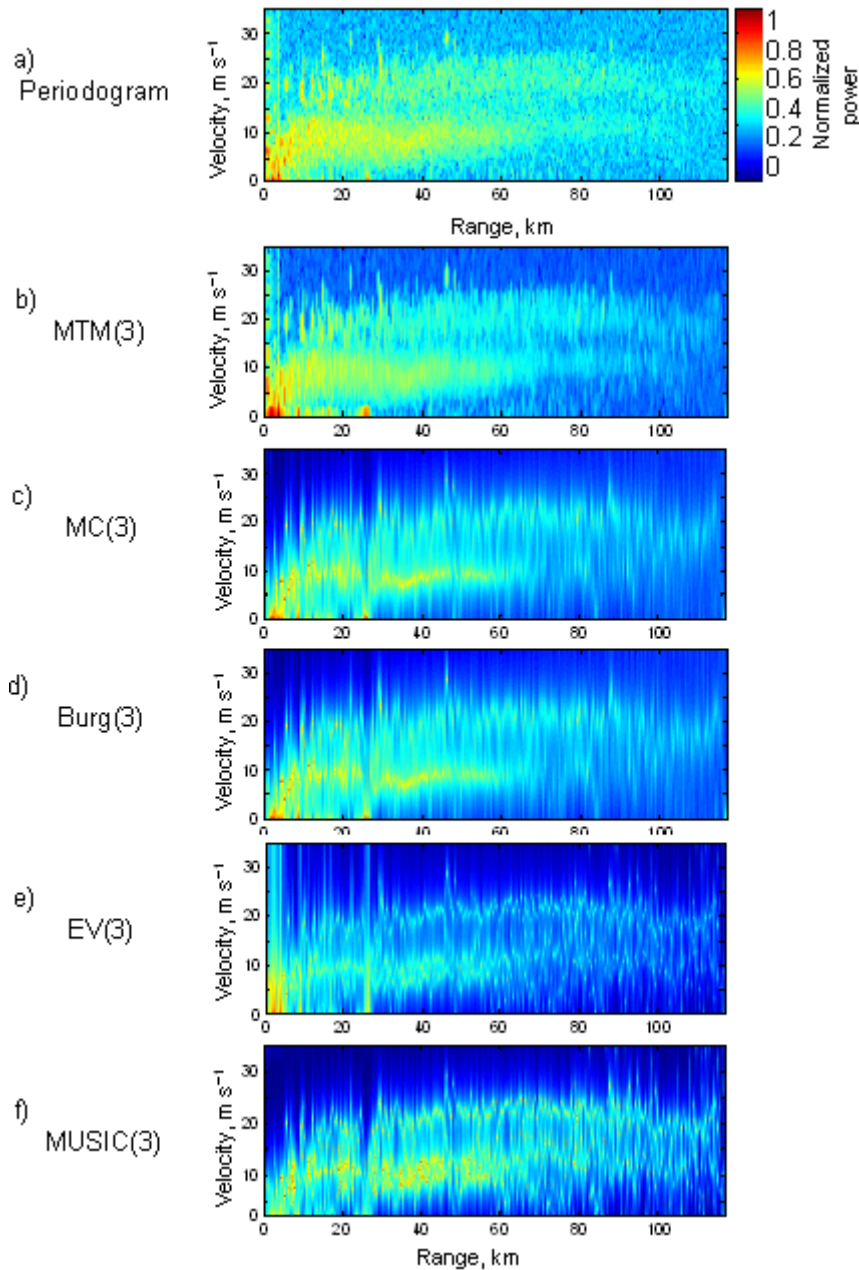 a)
Periodogram
Velocity, m s⁻¹
30
20
10
0
0 20 40 60 80 100
Range, km
1
0.8
0.6
0.4
0.2
0
Normalized
power
b)
MTM(3)
Velocity, m s⁻¹
30
20
10
0
0 20 40 60 80 100
c)
MC(3)
Velocity, m s⁻¹
30
20
10
0
0 20 40 60 80 100
d)
Burg(3)
Velocity, m s⁻¹
30
20
10
0
0 20 40 60 80 100
e)
EV(3)
Velocity, m s⁻¹
30
20
10
0
0 20 40 60 80 100
f)
MUSIC(3)
Velocity, m s⁻¹
30
20
10
0
0 20 40 60 80 100
Range, km